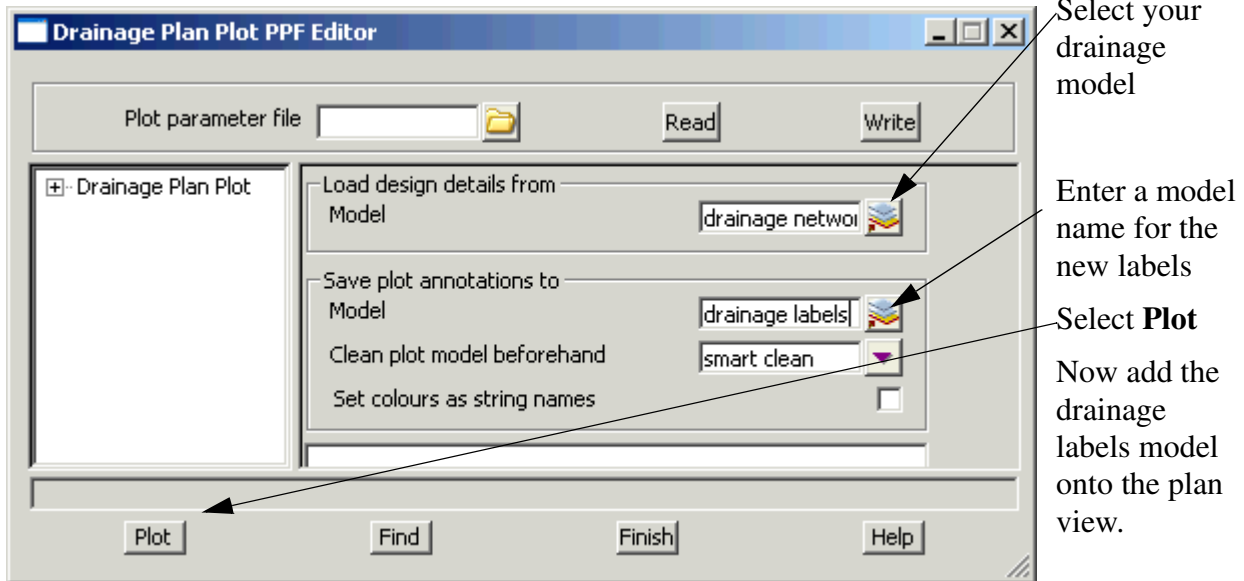 Drainage Plan Plot PPF Editor
Plot parameter file
Read
Write
Drainage Plan Plot
Load design details from
Model
drainage networ
Save plot annotations to
Model
drainage labels
Clean plot model beforehand
smart clean
Set colours as string names
Plot
Find
Finish
Help
Select your
drainage
model
Enter a model
name for the
new labels
Select Plot
Now add the
drainage
labels model
onto the plan
view.